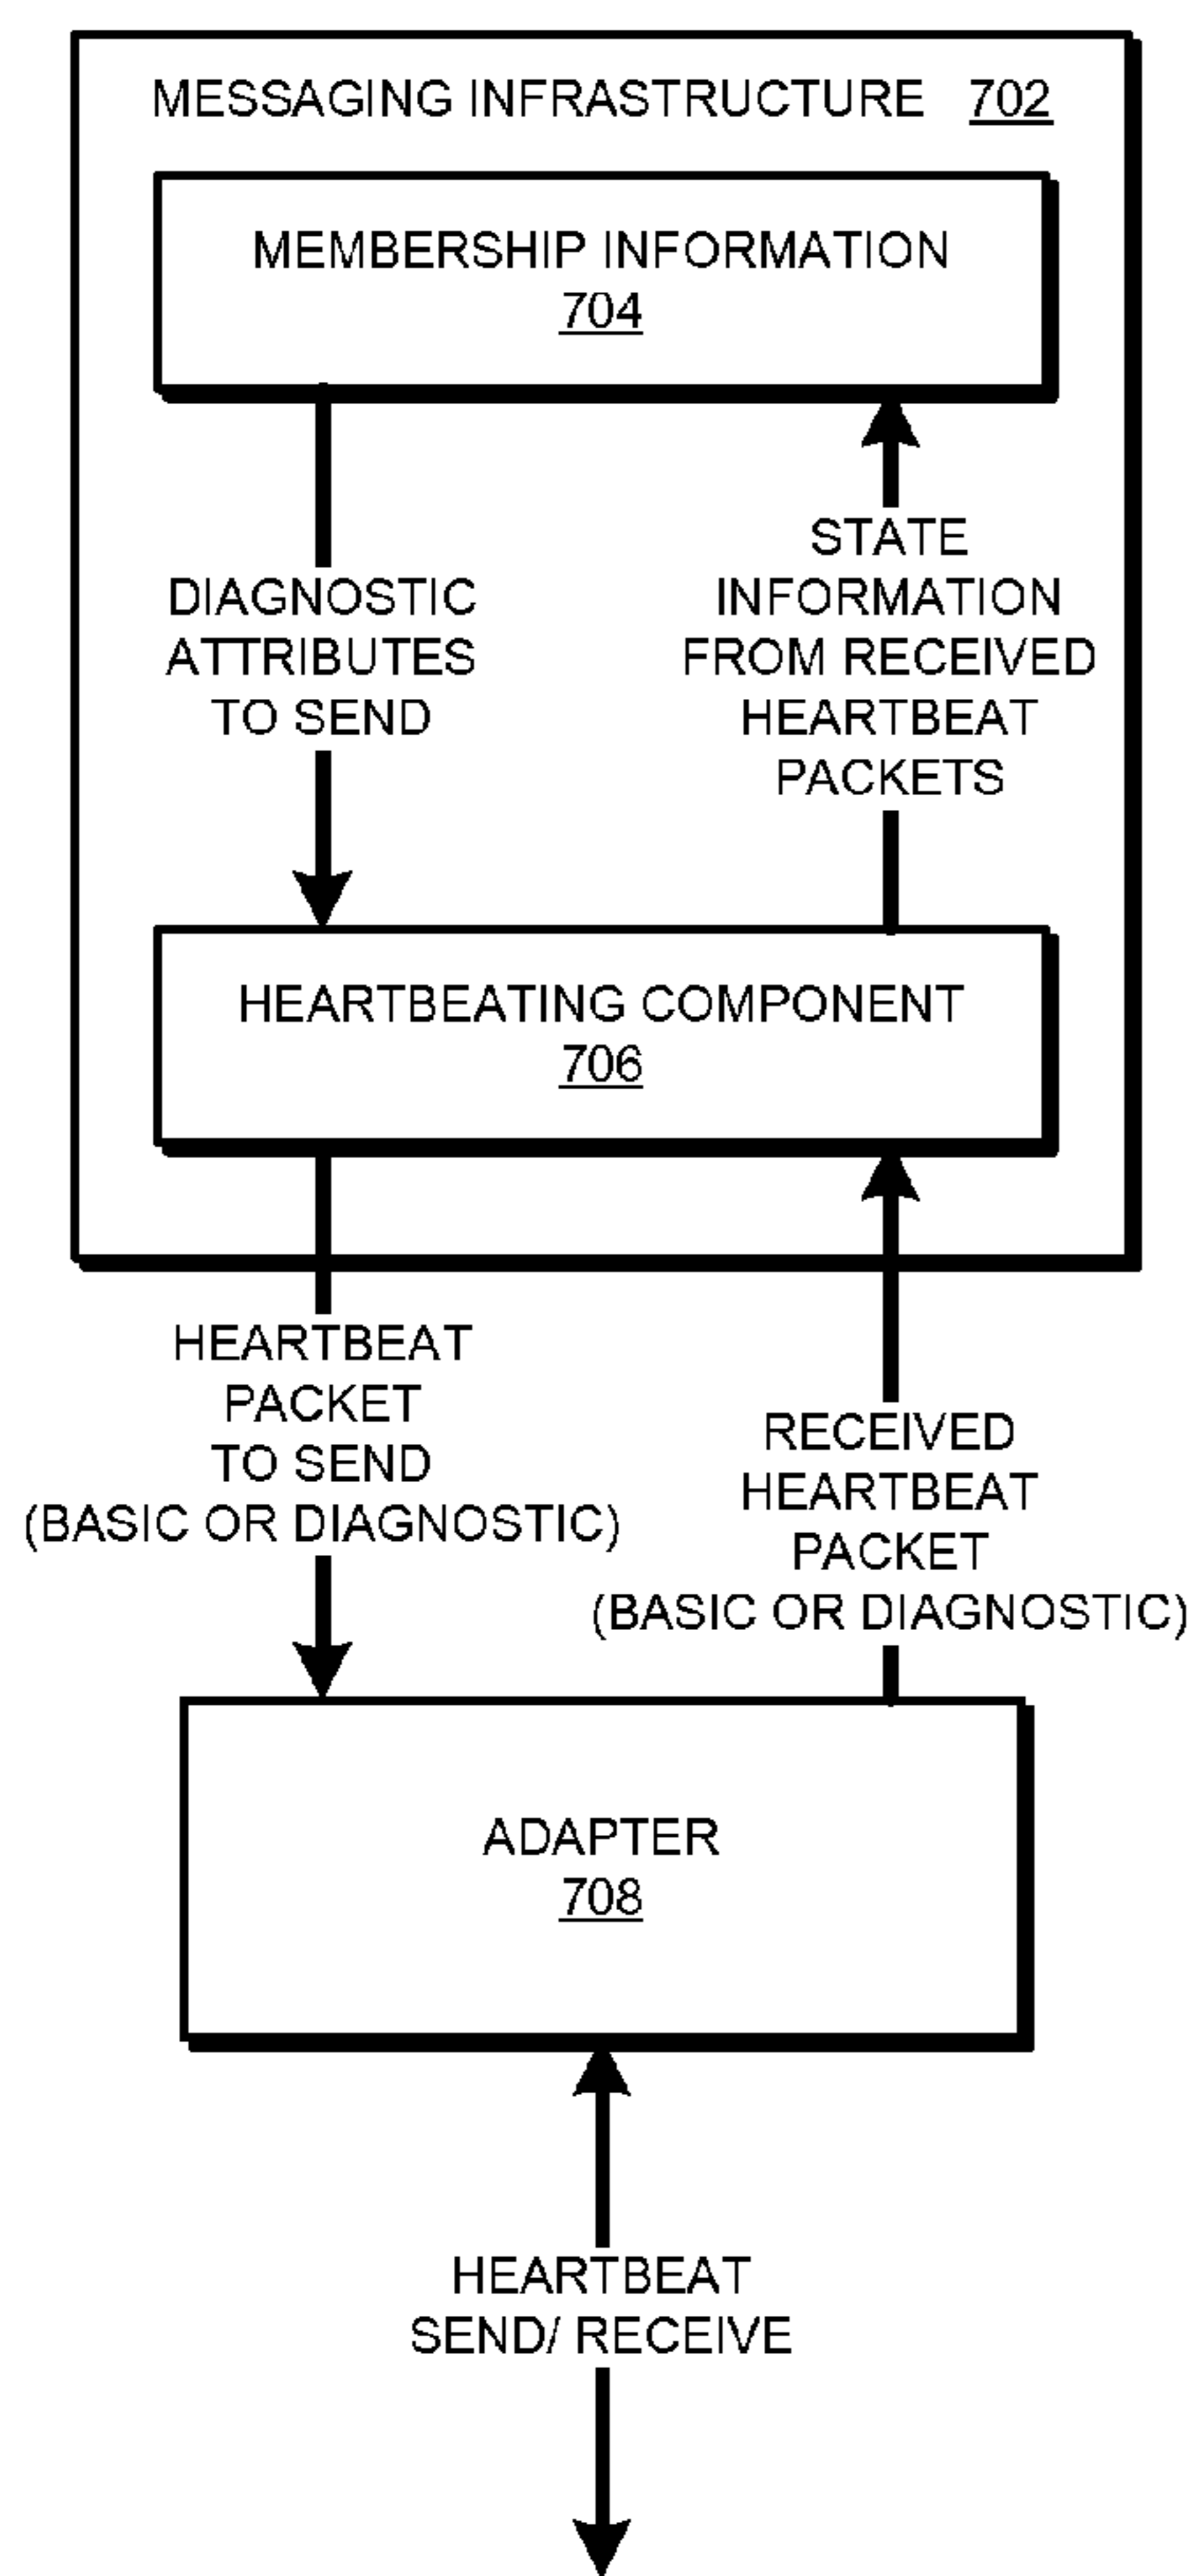 MESSAGING INFRASTRUCTURE 702
MEMBERSHIP INFORMATION
704
DIAGNOSTIC
ATTRIBUTES
TO SEND
STATE
INFORMATION
FROM RECEIVED
HEARTBEAT
PACKETS
HEARTBEATING COMPONENT
706
HEARTBEAT
PACKET
TO SEND
(BASIC OR DIAGNOSTIC)
RECEIVED
HEARTBEAT
PACKET
(BASIC OR DIAGNOSTIC)
ADAPTER
708
HEARTBEAT
SEND/ RECEIVE